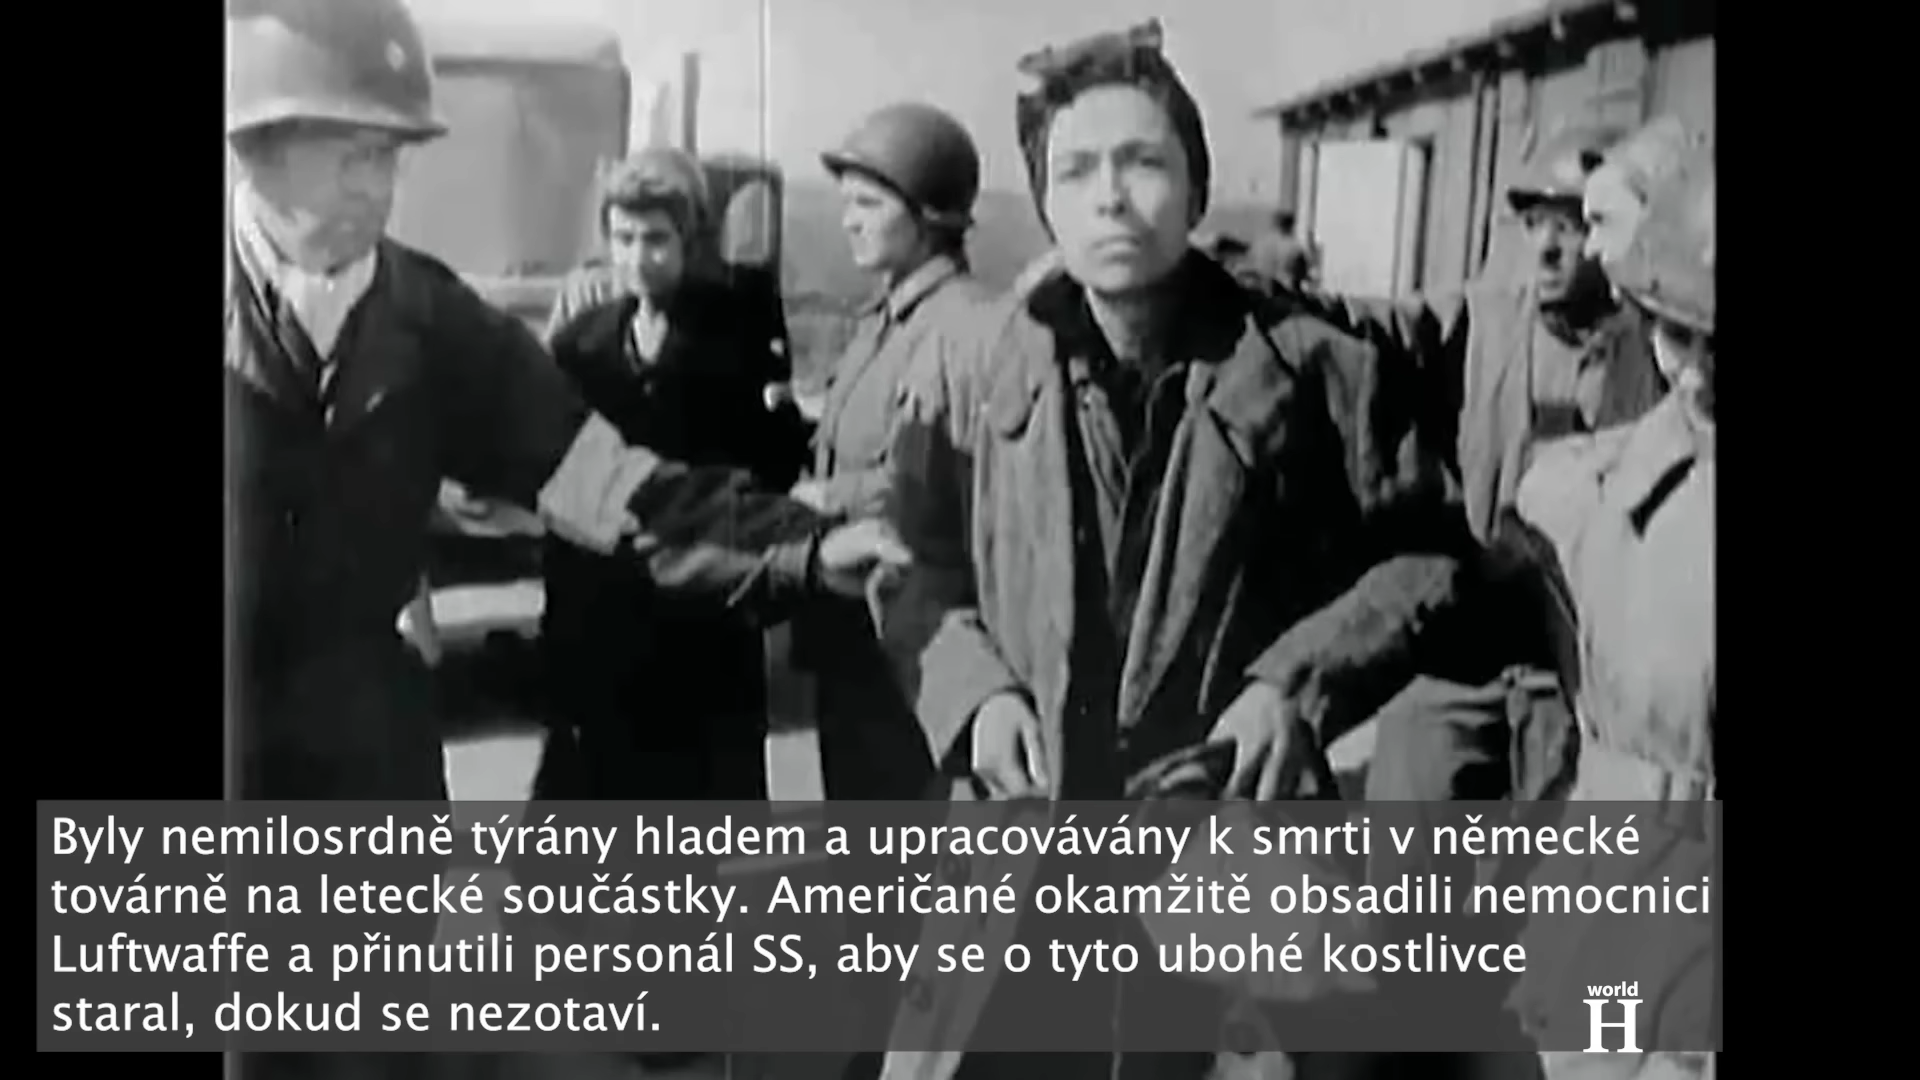 Byly nemilosrdně týrány hladem a upracovávány k smrti v německé
továrně na letecké součástky. Američané okamžitě obsadili nemocnici
Luftwaffe a přinutili personál SS, aby se o tyto ubohé kostlivce
staral, dokud se nezotaví.
world
H